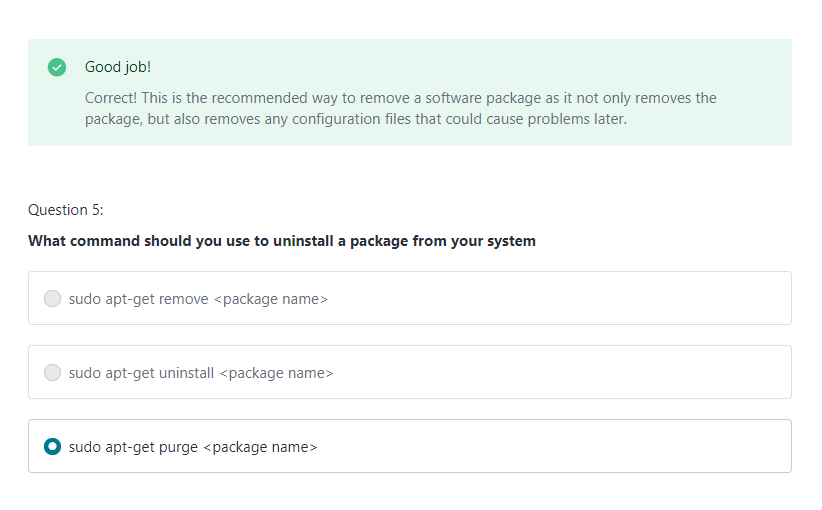 Good job!
Correct! This is the recommended way to remove a software package as it not only removes the
package, but also removes any configuration files that could cause problems later.
Question 5:
What command should you use to uninstall a package from your system
sudo apt-get remove <package name>
sudo apt-get uninstall <package name>
sudo apt-get purge <package name>